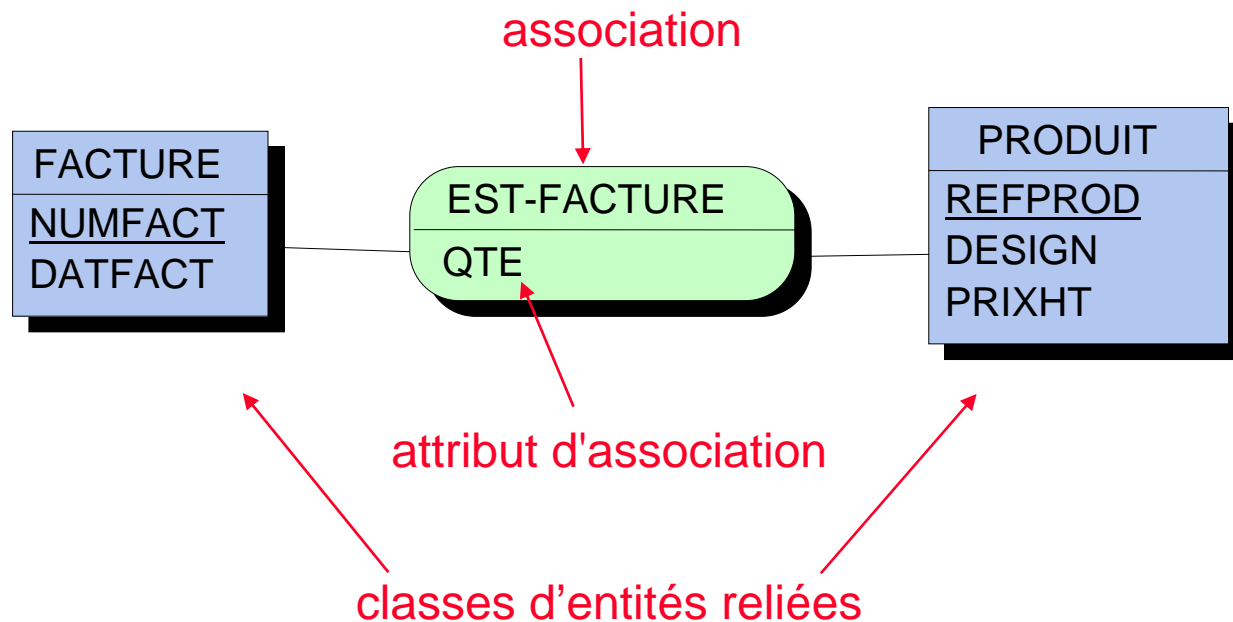 association
FACTURE
NUMFACT
DATFACT
EST-FACTURE
QTE
PRODUIT
REFPROD
DESIGN
PRIXHT
attribut d'association
classes d’entités reliées